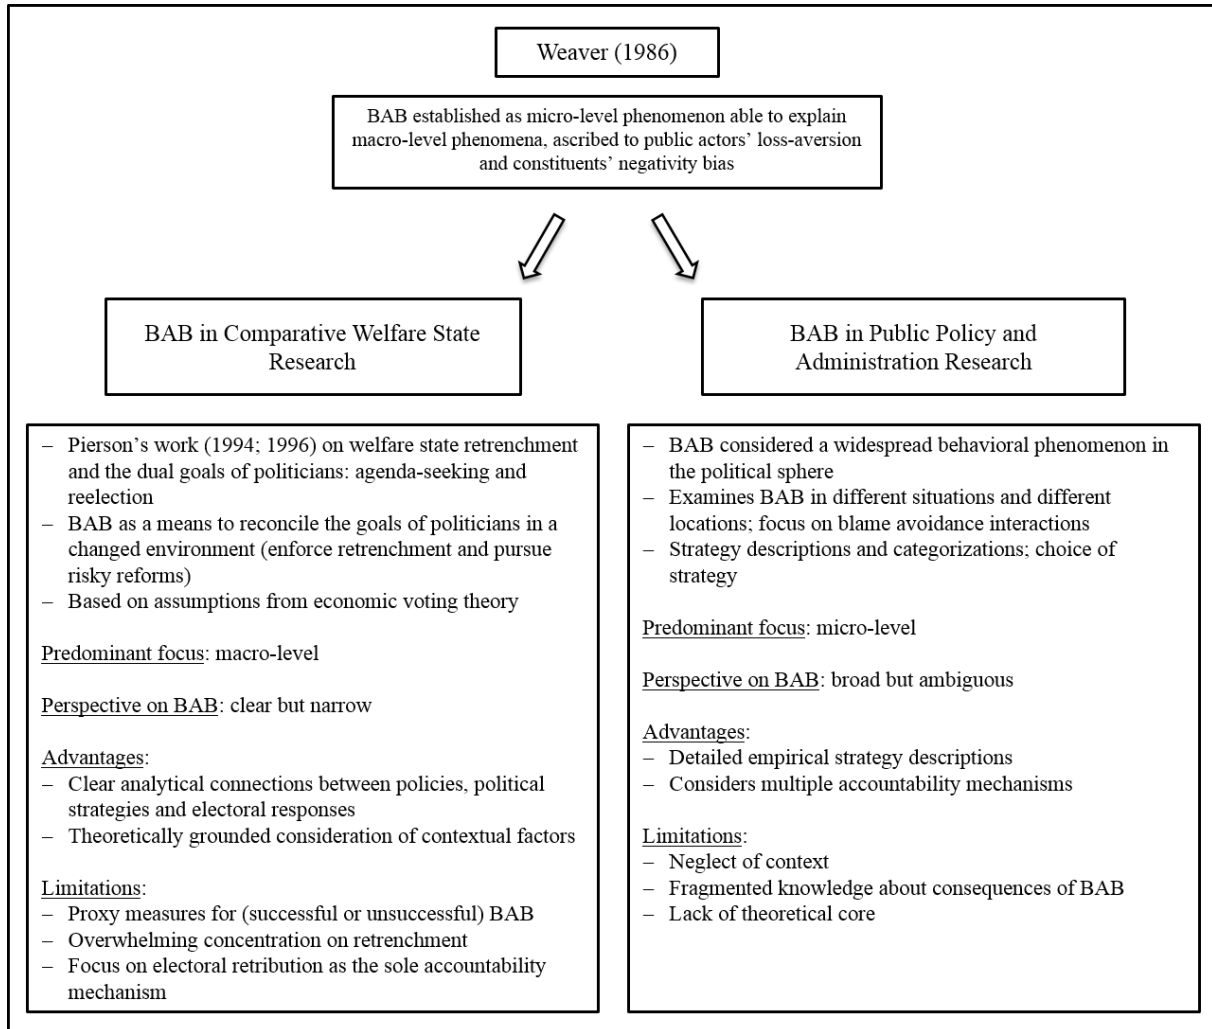 Weaver (1986)
BAB established as micro-level phenomenon able to explain
macro-level phenomena, ascribed to public actors’ loss-aversion
and constituents’ negativity bias
BAB in Comparative Welfare State
Research
– Pierson’s work (1994; 1996) on welfare state retrenchment
and the dual goals of politicians: agenda-seeking and
reelection
– BAB as a means to reconcile the goals of politicians in a
changed environment (enforce retrenchment and pursue
risky reforms)
– Based on assumptions from economic voting theory
Predominant focus: macro-level
Perspective on BAB: clear but narrow
Advantages:
– Clear analytical connections between policies, political
strategies and electoral responses
– Theoretically grounded consideration of contextual factors
Limitations:
– Proxy measures for (successful or unsuccessful) BAB
– Overwhelming concentration on retrenchment
– Focus on electoral retribution as the sole accountability
mechanism
BAB in Public Policy and
Administration Research
– BAB considered a widespread behavioral phenomenon in
the political sphere
– Examines BAB in different situations and different
locations; focus on blame avoidance interactions
– Strategy descriptions and categorizations; choice of
strategy
Predominant focus: micro-level
Perspective on BAB: broad but ambiguous
Advantages:
– Detailed empirical strategy descriptions
– Considers multiple accountability mechanisms
Limitations:
– Neglect of context
– Fragmented knowledge about consequences of BAB
– Lack of theoretical core